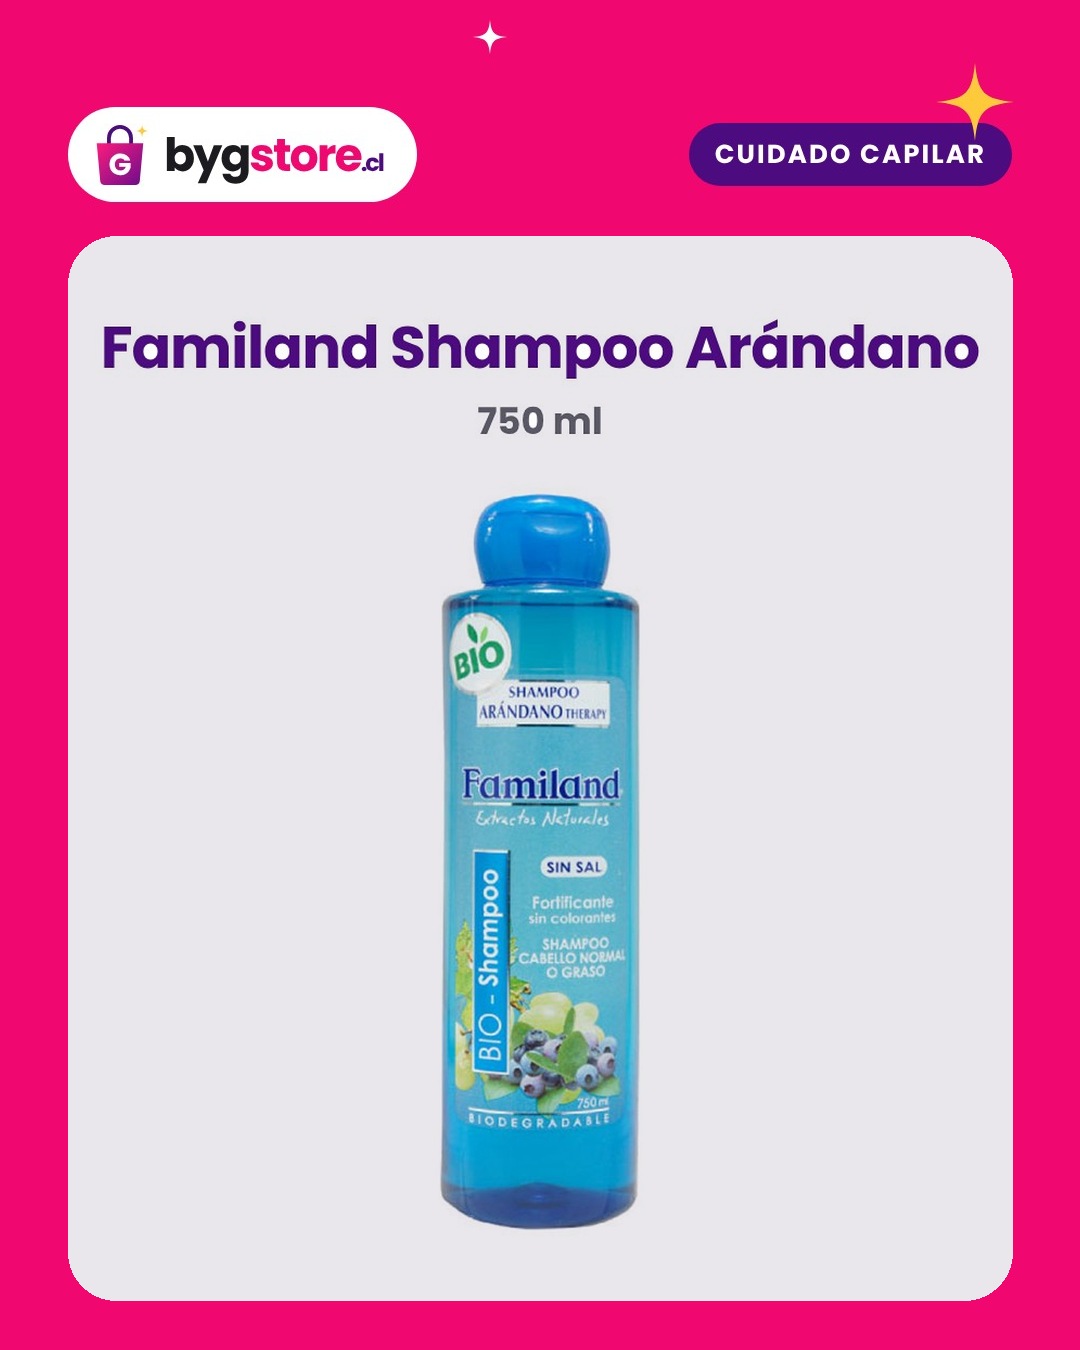 bygstore.cl
G
CUIDADO CAPILAR
Familand Shampoo Arándano
750 ml
BIO
SHAMPOO
ARÁNDANO THERAPY
Familand
Extractos Naturales
SIN SAL
BIO - Shampoo
Fortificante
sin colorantes
SHAMPOO
CABELLO NORMAL
O GRASO
750 ml
BIODEGRADABLE